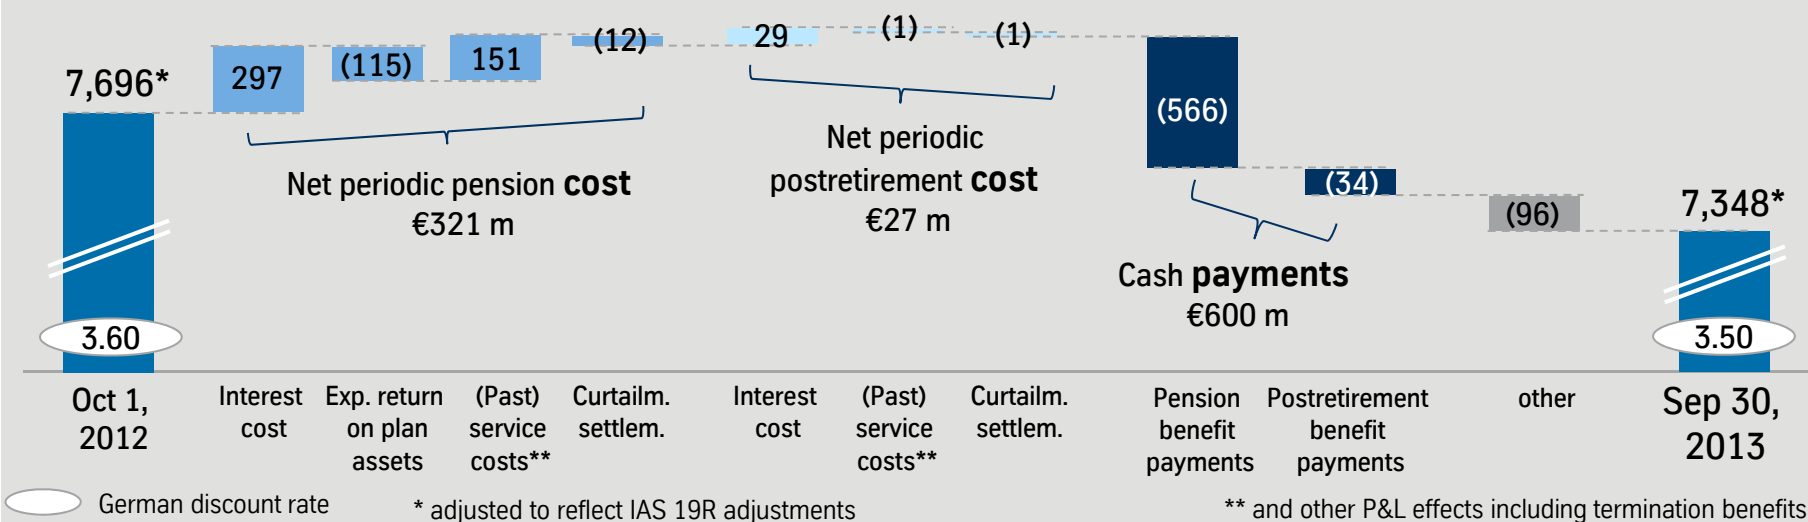 7,696*
297
(115)
151
(12)
29
(1)
(1)
(566)
(34)
(96)
7,348*
Net periodic pension cost
€321 m
Net periodic
postretirement cost
€27 m
Cash payments
€600 m
3.60
3.50
Oct 1,
2012
Interest
cost
Exp. return
on plan
assets
(Past)
service
costs**
Curtailm.
settlem.
Interest
cost
(Past)
service
costs**
Curtailm.
settlem.
Pension
benefit
payments
Postretirement
benefit
payments
other
Sep 30,
2013
German discount rate
* adjusted to reflect IAS 19R adjustments
** and other P&L effects including termination benefits